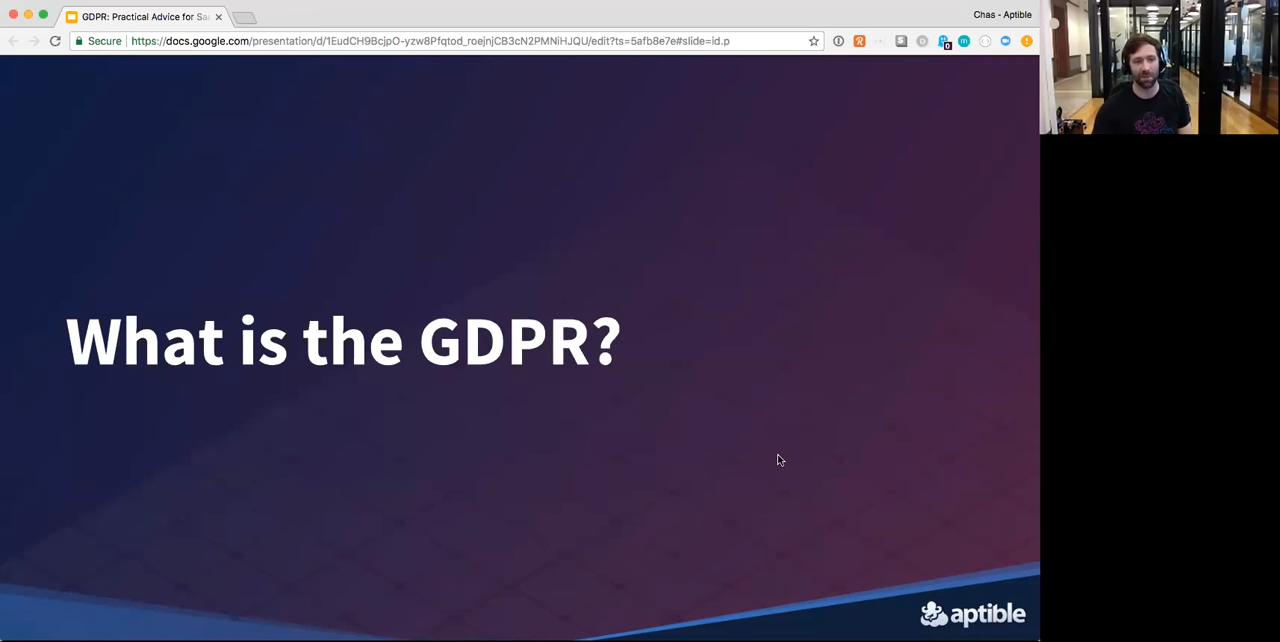 GDPR: Practical Advice for Sa
Chas - Aptible
Secure
https://docs.google.com/presentation/d/1EudCH9BcjpO-yzw8Pfqtod_roejnjCB3cN2PMNiHJQU/edit?ts=5afb8e7e#slide=id.p
What is the GDPR?
aptible